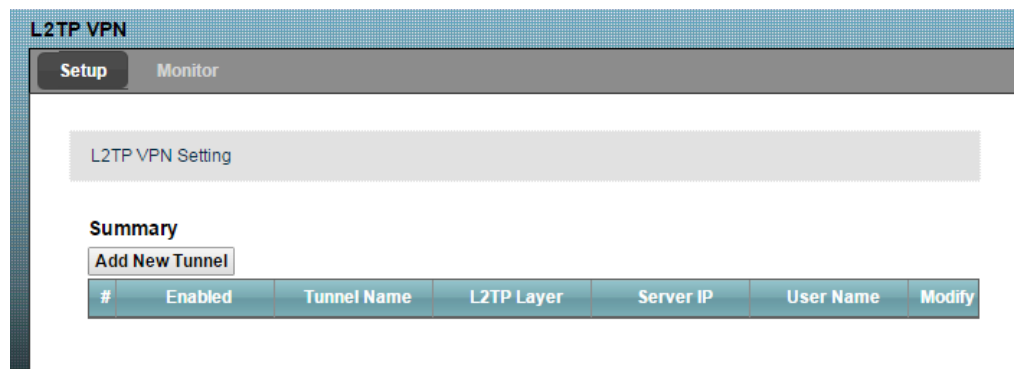 L2TP VPN
Setup Monitor
L2TP VPN Setting
Summary
Add New Tunnel
# Enabled Tunnel Name L2TP Layer Server IP User Name Modify